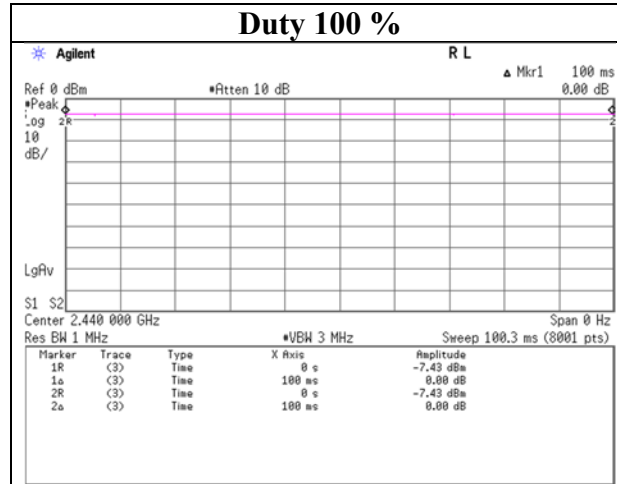 Duty 100 %
Agilent R L
Δ Mkr1 100 ms
Ref 0 dBm #Atten 10 dB 0.00 dB
#Peak
Log
10
dB/
2R 2
LgAv
S1 S2
Center 2.440 000 GHz Span 0 Hz
Res BW 1 MHz #VBW 3 MHz Sweep 100.3 ms (8001 pts)
Marker Trace Type X Axis Amplitude
1R (3) Time 0 s -7.43 dBm
1Δ (3) Time 100 ms 0.00 dB
2R (3) Time 0 s -7.43 dBm
2Δ (3) Time 100 ms 0.00 dB